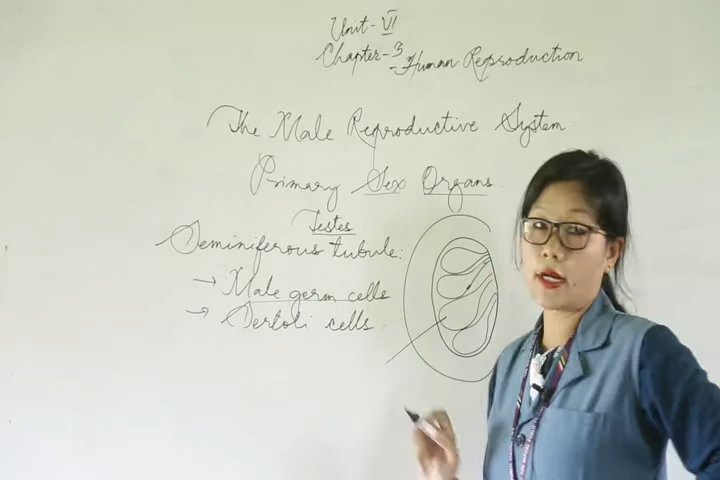 Unit-VI
Chapter-3
-Human Reproduction
The Male Reproductive System
Primary Sex Organs
Testes
Seminiferous tubule:
→ Male germ cells
→ Sertoli cells